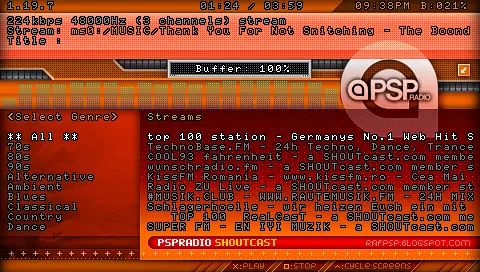 1.19.7 01:24 / 03:59 09:38PM B:021%
224kbps 48000Hz (3 channels) stream
Stream: ms0:/MUSIC/Thank You For Not Snitching - The Doond
Title :
Buffer: 100%
@PSP RADIO
<Select Genre> Streams
** All ** top 100 station - Germanys No.1 Web Hit S
70s TechnoBase.FM - 24h Techno, Dance, Trance
80s COOL93 fahrenheit - a SHOUTcast.com member s
90s wunschradio.fm - a SHOUTcast.com member s
Alternative KissFM Romania - www.kissfm.ro - Cea Mai
Ambient Radio ZU Live - a SHOUTcast.com member st
Blues #MUSIK.CLUB - WWW.RAUTEMUSIK.FM - 24H MIX
Classical Schlagerhoelle - wir heizen Euch ein mit
Country TOP 100 ReaLCasT - a SHOUTcast.com me
Dance SUPER FM - EN IYI MUZIK - a SHOUTcast.com
PSPRADIO SHOUTCAST RAFPSP.BLOGSPOT.COM
X:PLAY □:STOP :CYCLE SCREENS